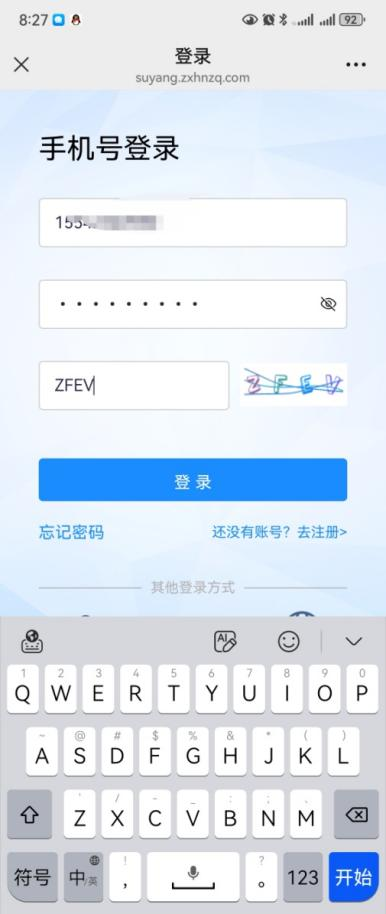 8:27
92
登录
suyang.zxhnzq.com
手机号登录
ZFEV
ZFEV
登录
忘记密码
还没有账号？去注册>
其他登录方式
AI
1 2 3 4 5 6 7 8 9 0
Q W E R T Y U I O P
~ @ # $ % & * ( )
A S D F G H J K L
' / - _ : ; 、
Z X C V B N M
符号
中/英
! ，
? 。
123
开始